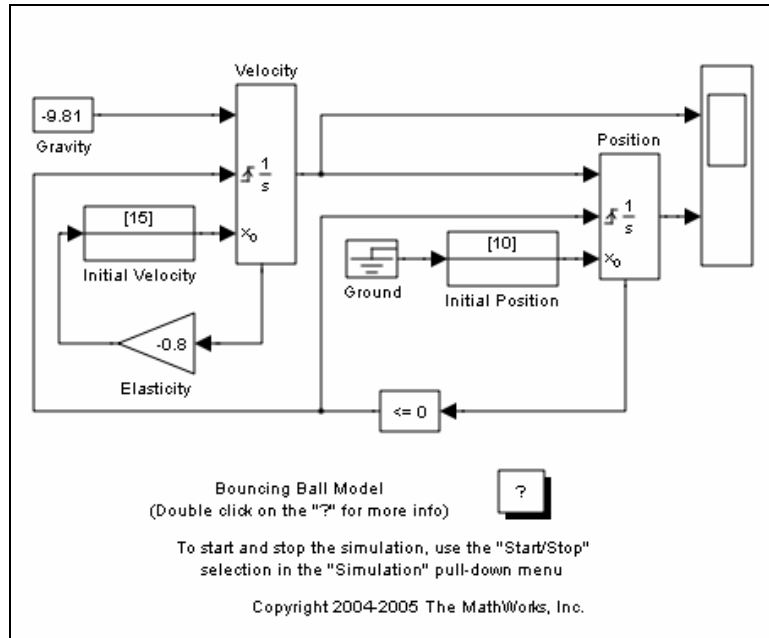 Velocity
-9.81
Gravity
1
s
x0
[15]
Initial Velocity
-0.8
Elasticity
Position
1
s
x0
Ground
[10]
Initial Position
<= 0
Bouncing Ball Model
(Double click on the "?" for more info)
?
To start and stop the simulation, use the "Start/Stop"
selection in the "Simulation" pull-down menu
Copyright 2004-2005 The MathWorks, Inc.